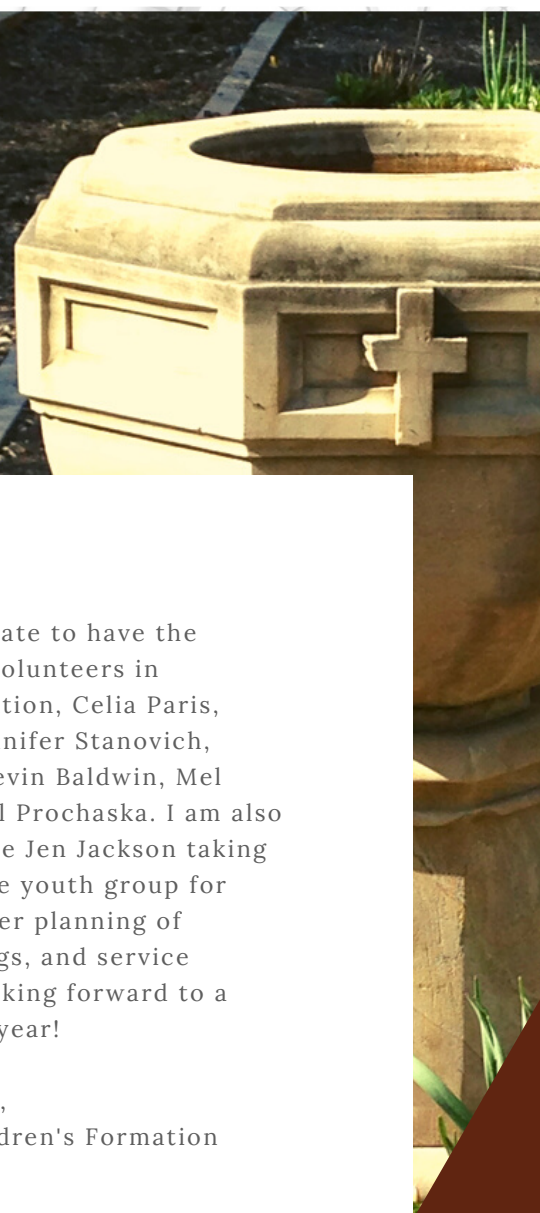 ate to have the
olunteers in
tion, Celia Paris,
nnifer Stanovich,
evin Baldwin, Mel
l Prochaska. I am also
e Jen Jackson taking
e youth group for
er planning of
gs, and service
king forward to a
year!
,
dren's Formation